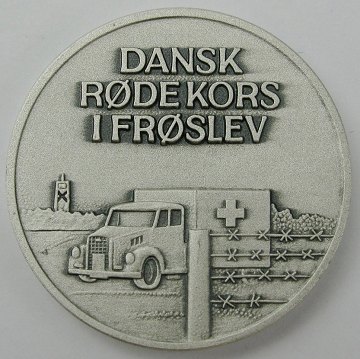 DANSK
RØDE KORS
I FRØSLEV